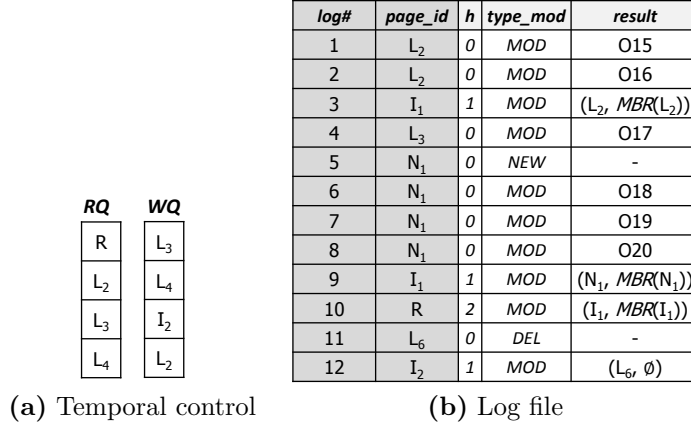 RQ WQ
R L₃
L₂ L₄
L₃ I₂
L₄ L₂
(a) Temporal control
log# page_id h type_mod result
1 L₂ 0 MOD O15
2 L₂ 0 MOD O16
3 I₁ 1 MOD (L₂, MBR(L₂))
4 L₃ 0 MOD O17
5 N₁ 0 NEW -
6 N₁ 0 MOD O18
7 N₁ 0 MOD O19
8 N₁ 0 MOD O20
9 I₁ 1 MOD (N₁, MBR(N₁))
10 R 2 MOD (I₁, MBR(I₁))
11 L₆ 0 DEL -
12 I₂ 1 MOD (L₆, ∅)
(b) Log file